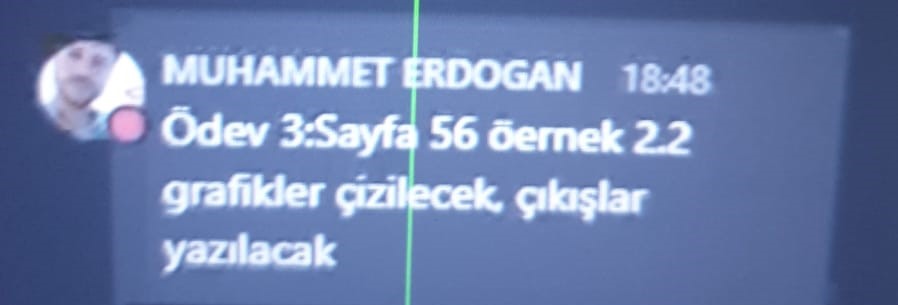 MUHAMMET ERDOGAN 18:48
Ödev 3:Sayfa 56 öernek 2.2
grafikler çizilecek, çıkışlar
yazılacak